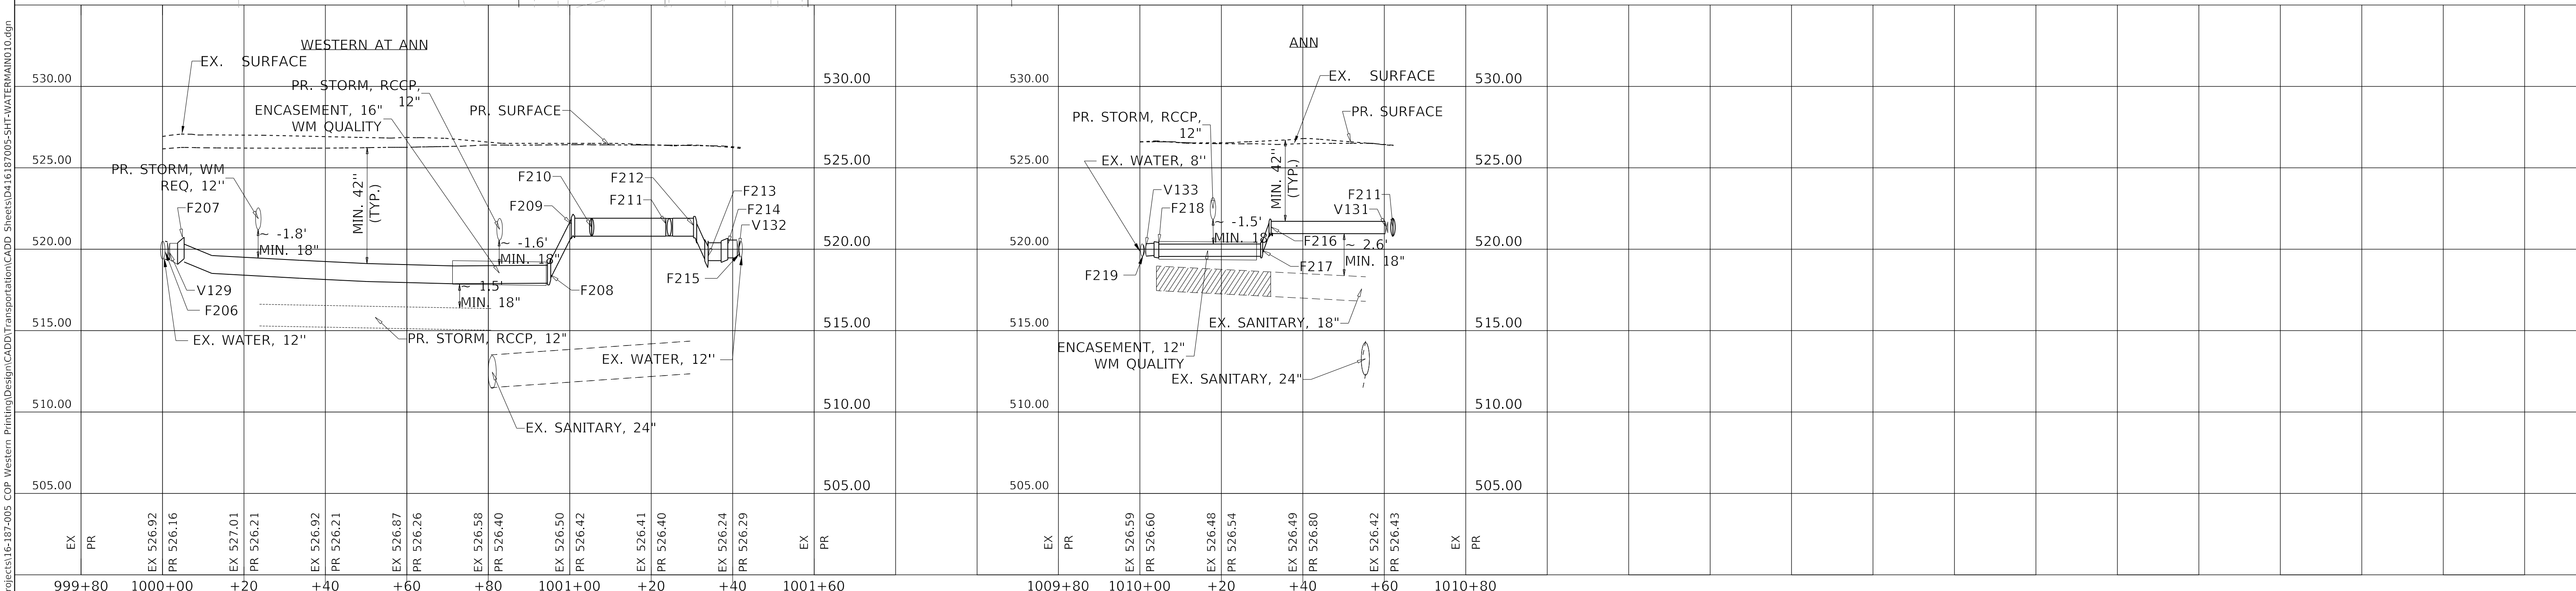 rojects\16-187-005 COP Western Printing\Design\CADD\Transportation\CADD Sheets\D416187005-SHT-WATERMAIN010.dgn
WESTERN AT ANN
EX. SURFACE
PR. STORM, RCCP,
12"
ENCASEMENT, 16"
WM QUALITY
PR. SURFACE
530.00
530.00
525.00
525.00
520.00
520.00
515.00
515.00
510.00
510.00
505.00
505.00
PR. STORM, WM
REQ, 12''
F207
~ -1.8'
MIN. 18"
MIN. 42"
(TYP.)
F210
F209
F212
F211
F213
F214
V132
~ -1.6'
MIN. 18"
F215
F208
~ 1.5'
MIN. 18"
V129
F206
EX. WATER, 12''
PR. STORM, RCCP, 12"
EX. WATER, 12''
EX. SANITARY, 24"
EX
PR
EX 526.92
PR 526.16
EX 527.01
PR 526.21
EX 526.92
PR 526.21
EX 526.87
PR 526.26
EX 526.58
PR 526.40
EX 526.50
PR 526.42
EX 526.41
PR 526.40
EX 526.24
PR 526.29
EX
PR
999+80
1000+00
+20
+40
+60
+80
1001+00
+20
+40
1001+60
ANN
EX. SURFACE
PR. SURFACE
530.00
530.00
525.00
525.00
520.00
520.00
515.00
515.00
510.00
510.00
505.00
505.00
PR. STORM, RCCP,
12"
EX. WATER, 8''
V133
F218
~ -1.5'
MIN. 18"
MIN. 42"
(TYP.)
F211
V131
F216
~ 2.6'
MIN. 18"
F217
F219
EX. SANITARY, 18"
ENCASEMENT, 12"
WM QUALITY
EX. SANITARY, 24"
EX
PR
EX 526.59
PR 526.60
EX 526.48
PR 526.54
EX 526.49
PR 526.80
EX 526.42
PR 526.43
EX
PR
1009+80
1010+00
+20
+40
+60
1010+80